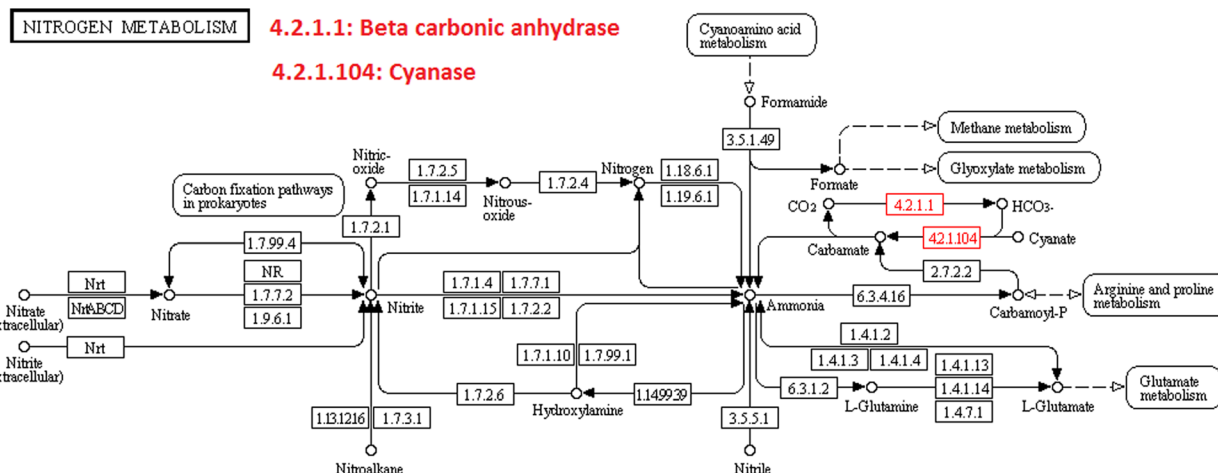 NITROGEN METABOLISM
4.2.1.1: Beta carbonic anhydrase
4.2.1.104: Cyanase
Cyanoamino acid
metabolism
Formamide
3.5.1.49
Methane metabolism
Glyoxylate metabolism
Formate
Nitric-
oxide
1.7.2.5
1.7.1.14
Nitrous-
oxide
1.7.2.4
Nitrogen
1.18.6.1
1.19.6.1
Carbon fixation pathways
in prokaryotes
1.7.2.1
CO2
4.2.1.1
HCO3-
Carbamate
4.2.1.104
Cyanate
2.7.2.2
1.7.99.4
Nrt
NrtABCD
Nitrate
xtracellular)
Nitrate
NR
1.7.7.2
1.9.6.1
Nitrite
1.7.1.4
1.7.7.1
1.7.1.15
1.7.2.2
Ammonia
6.3.4.16
Carbamoyl-P
Arginine and proline
metabolism
Nrt
Nitrite
xtracellular)
1.7.1.10
1.7.99.1
1.7.2.6
Hydroxylamine
1.14.99.39
1.4.1.2
1.4.1.3
1.4.1.4
6.3.1.2
L-Glutamine
1.4.1.13
1.4.1.14
1.4.7.1
L-Glutamate
Glutamate
metabolism
1.13.12.16
1.7.3.1
Nitroalkane
3.5.5.1
Nitrile